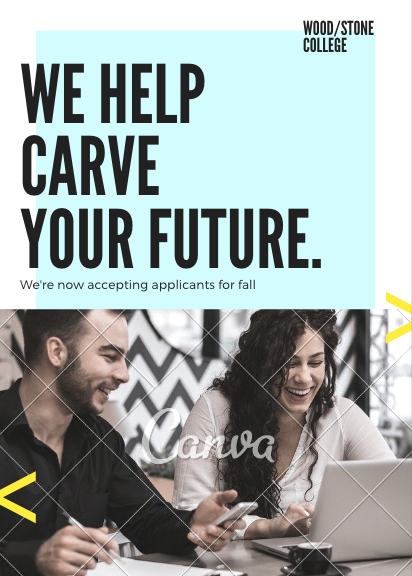 WOOD/STONE
COLLEGE
WE HELP
CARVE
YOUR FUTURE.
We're now accepting applicants for fall
Canva